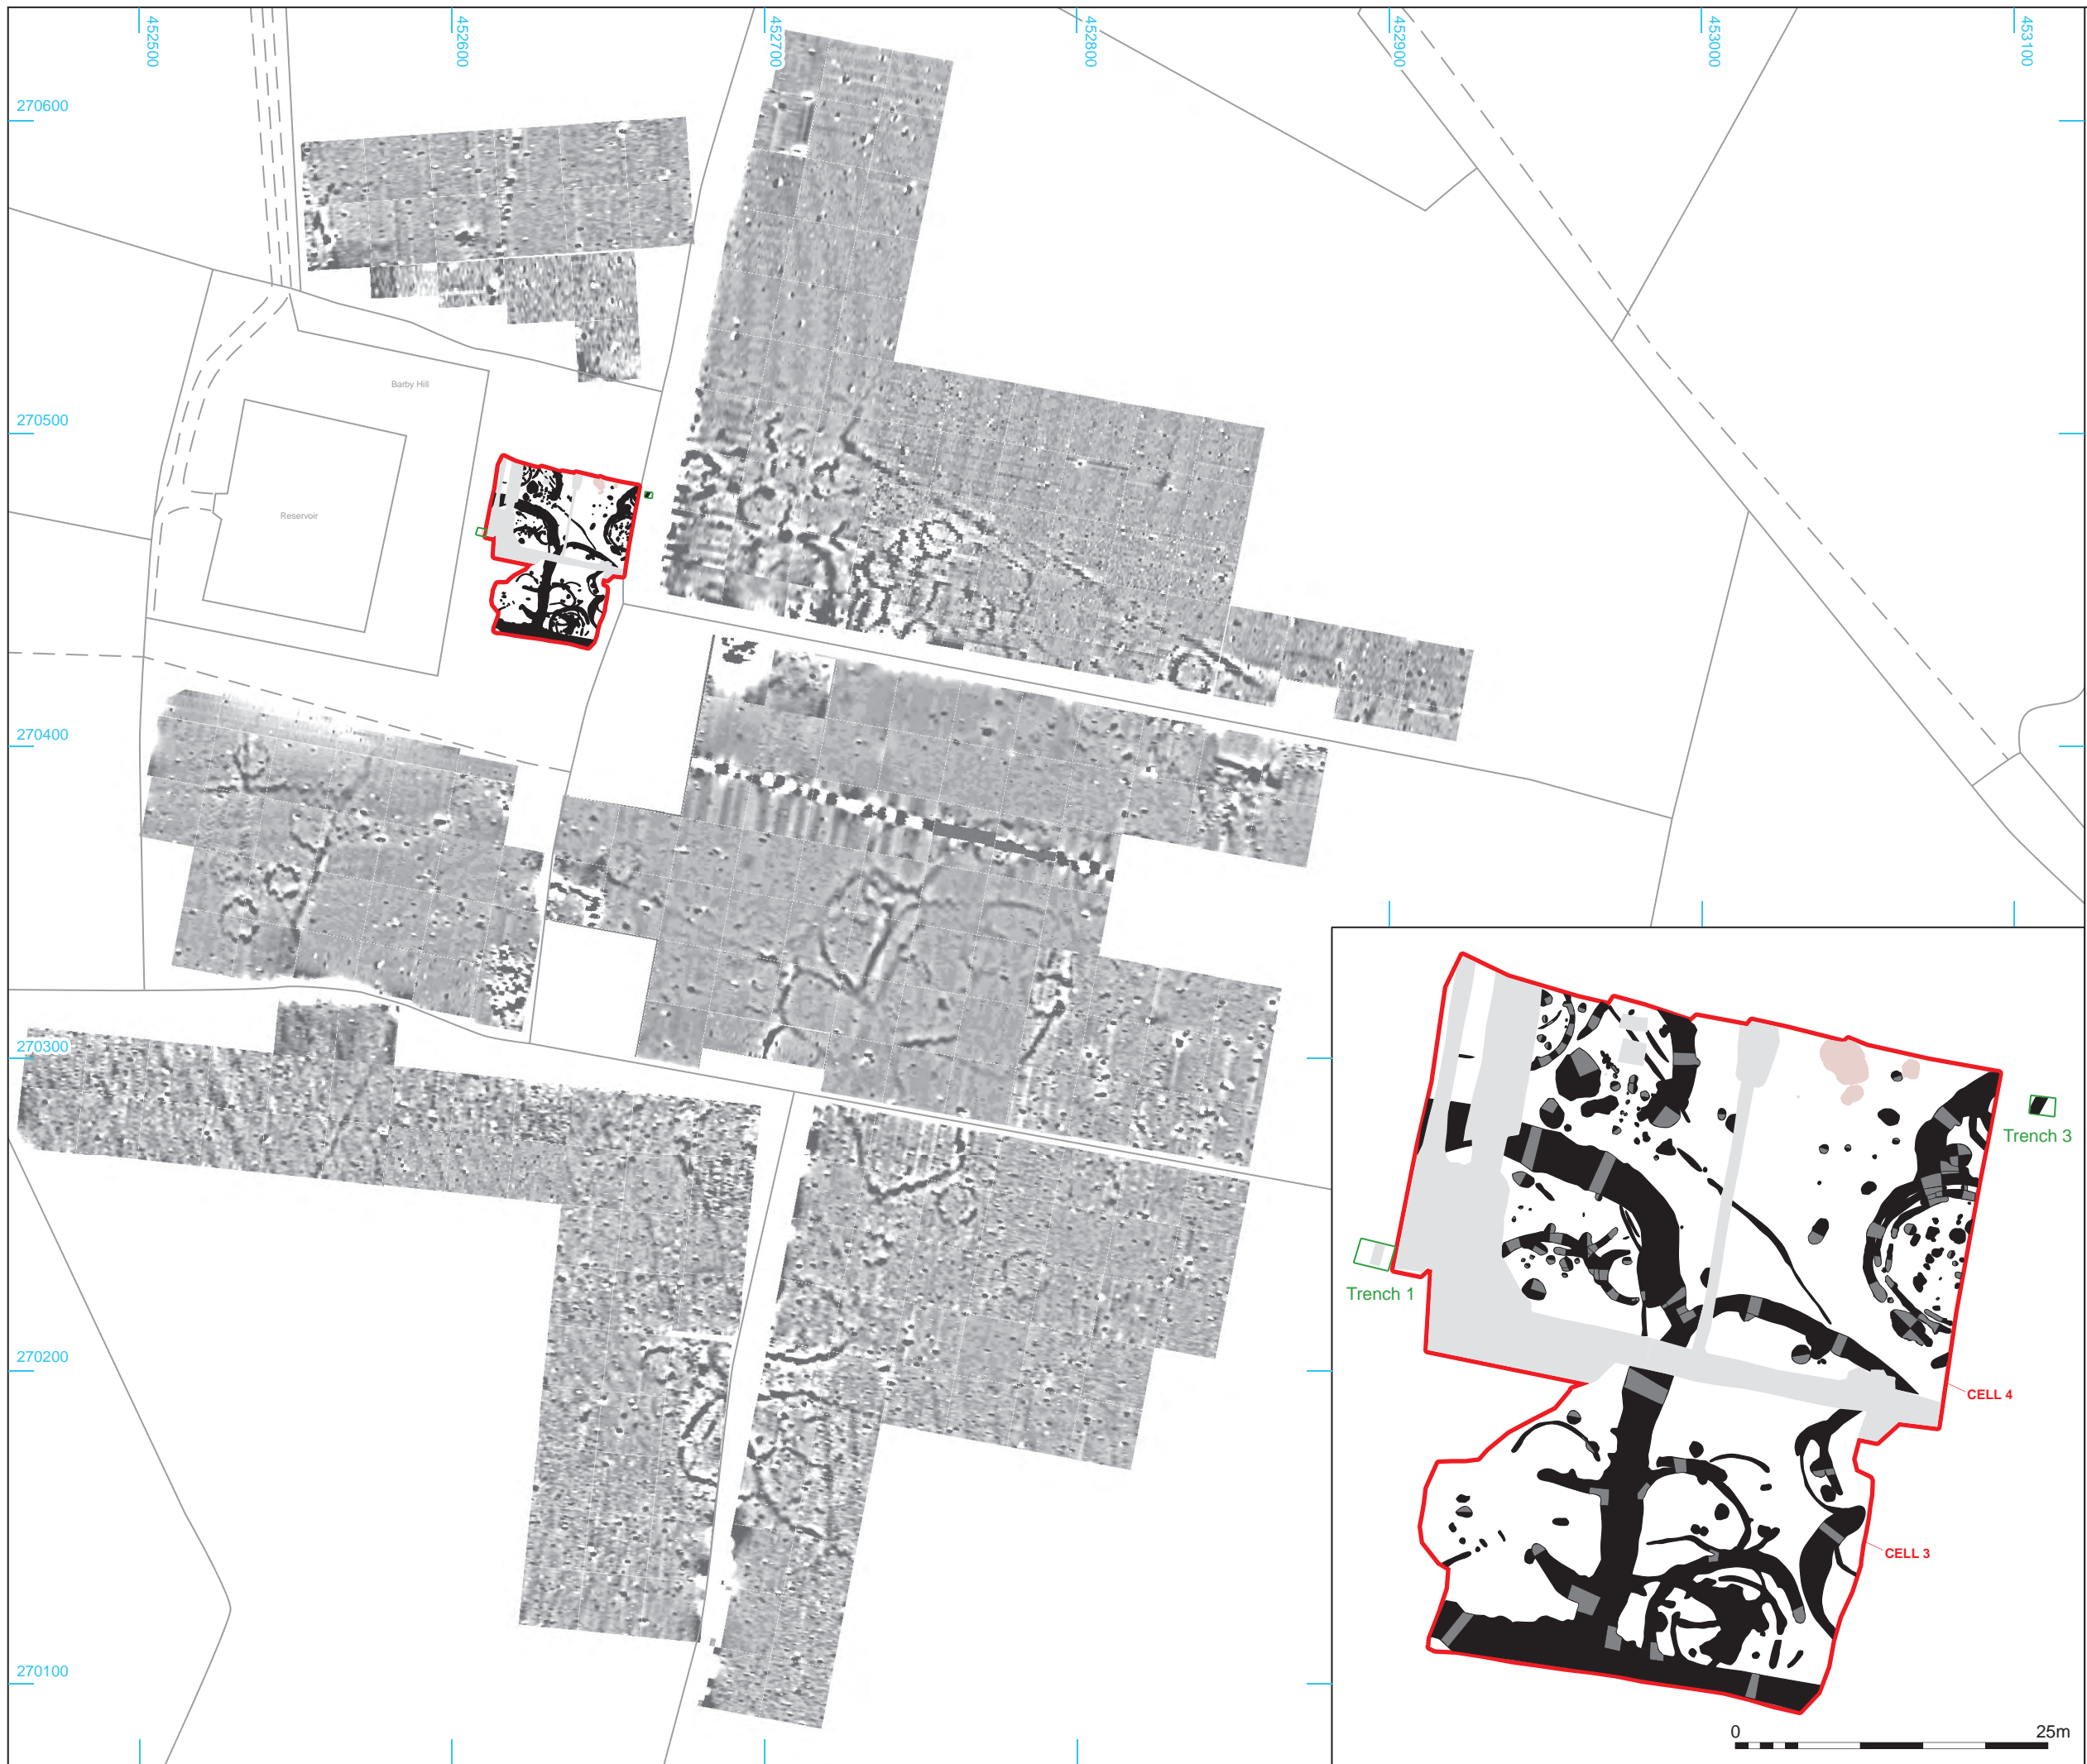 452500
452600
452700
452800
452900
453000
453100
270600
Barby Hill
270500
Reservoir
270400
270300
270200
270100
Trench 3
Trench 1
CELL 4
CELL 3
0
25m